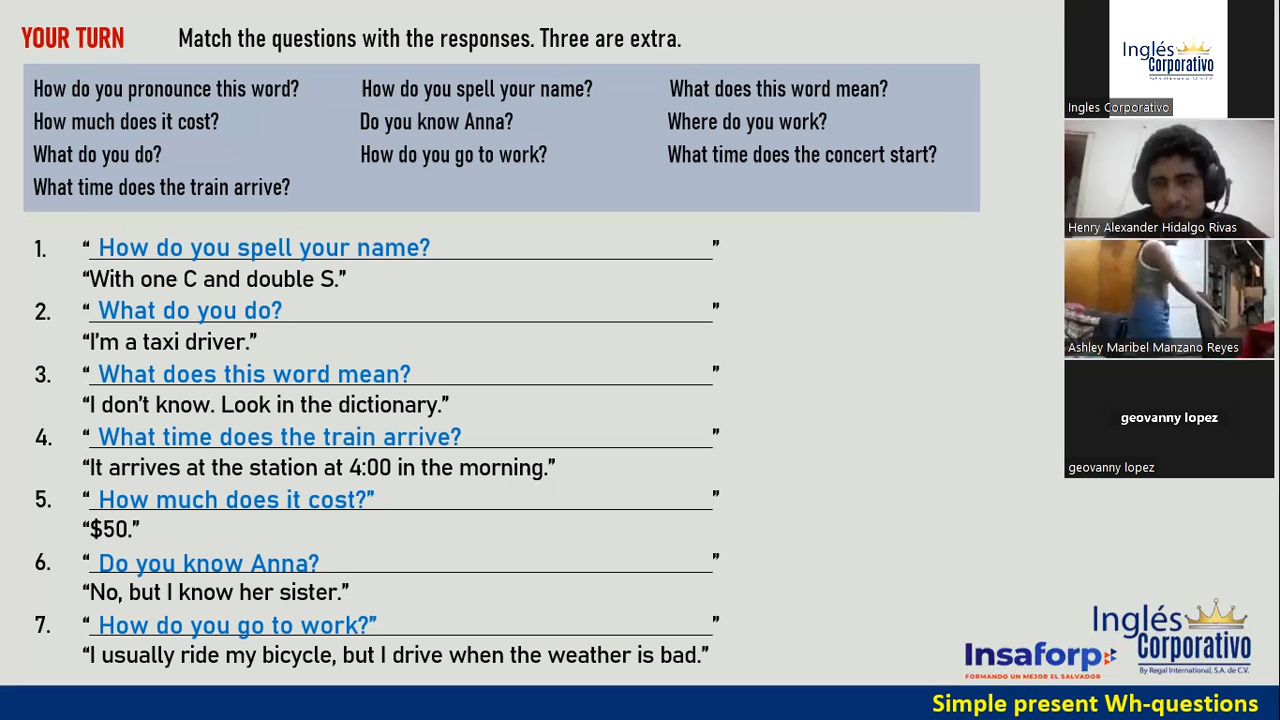 YOUR TURN Match the questions with the responses. Three are extra.
How do you pronounce this word? How do you spell your name? What does this word mean?
How much does it cost? Do you know Anna? Where do you work?
What do you do? How do you go to work? What time does the concert start?
What time does the train arrive?
1. “ How do you spell your name? ”
“With one C and double S.”
2. “ What do you do? ”
“I’m a taxi driver.”
3. “ What does this word mean? ”
“I don’t know. Look in the dictionary.”
4. “ What time does the train arrive? ”
“It arrives at the station at 4:00 in the morning.”
5. “ How much does it cost?” ”
“$50.”
6. “ Do you know Anna? ”
“No, but I know her sister.”
7. “ How do you go to work?” ”
“I usually ride my bicycle, but I drive when the weather is bad.”
Inglés
Corporativo
Ingles Corporativo
Henry Alexander Hidalgo Rivas
Ashley Maribel Manzano Reyes
geovanny lopez
geovanny lopez
Insaforp
FORMANDO UN MEJOR EL SALVADOR
Inglés
Corporativo
By Regal International, S.A. de C.V.
Simple present Wh-questions